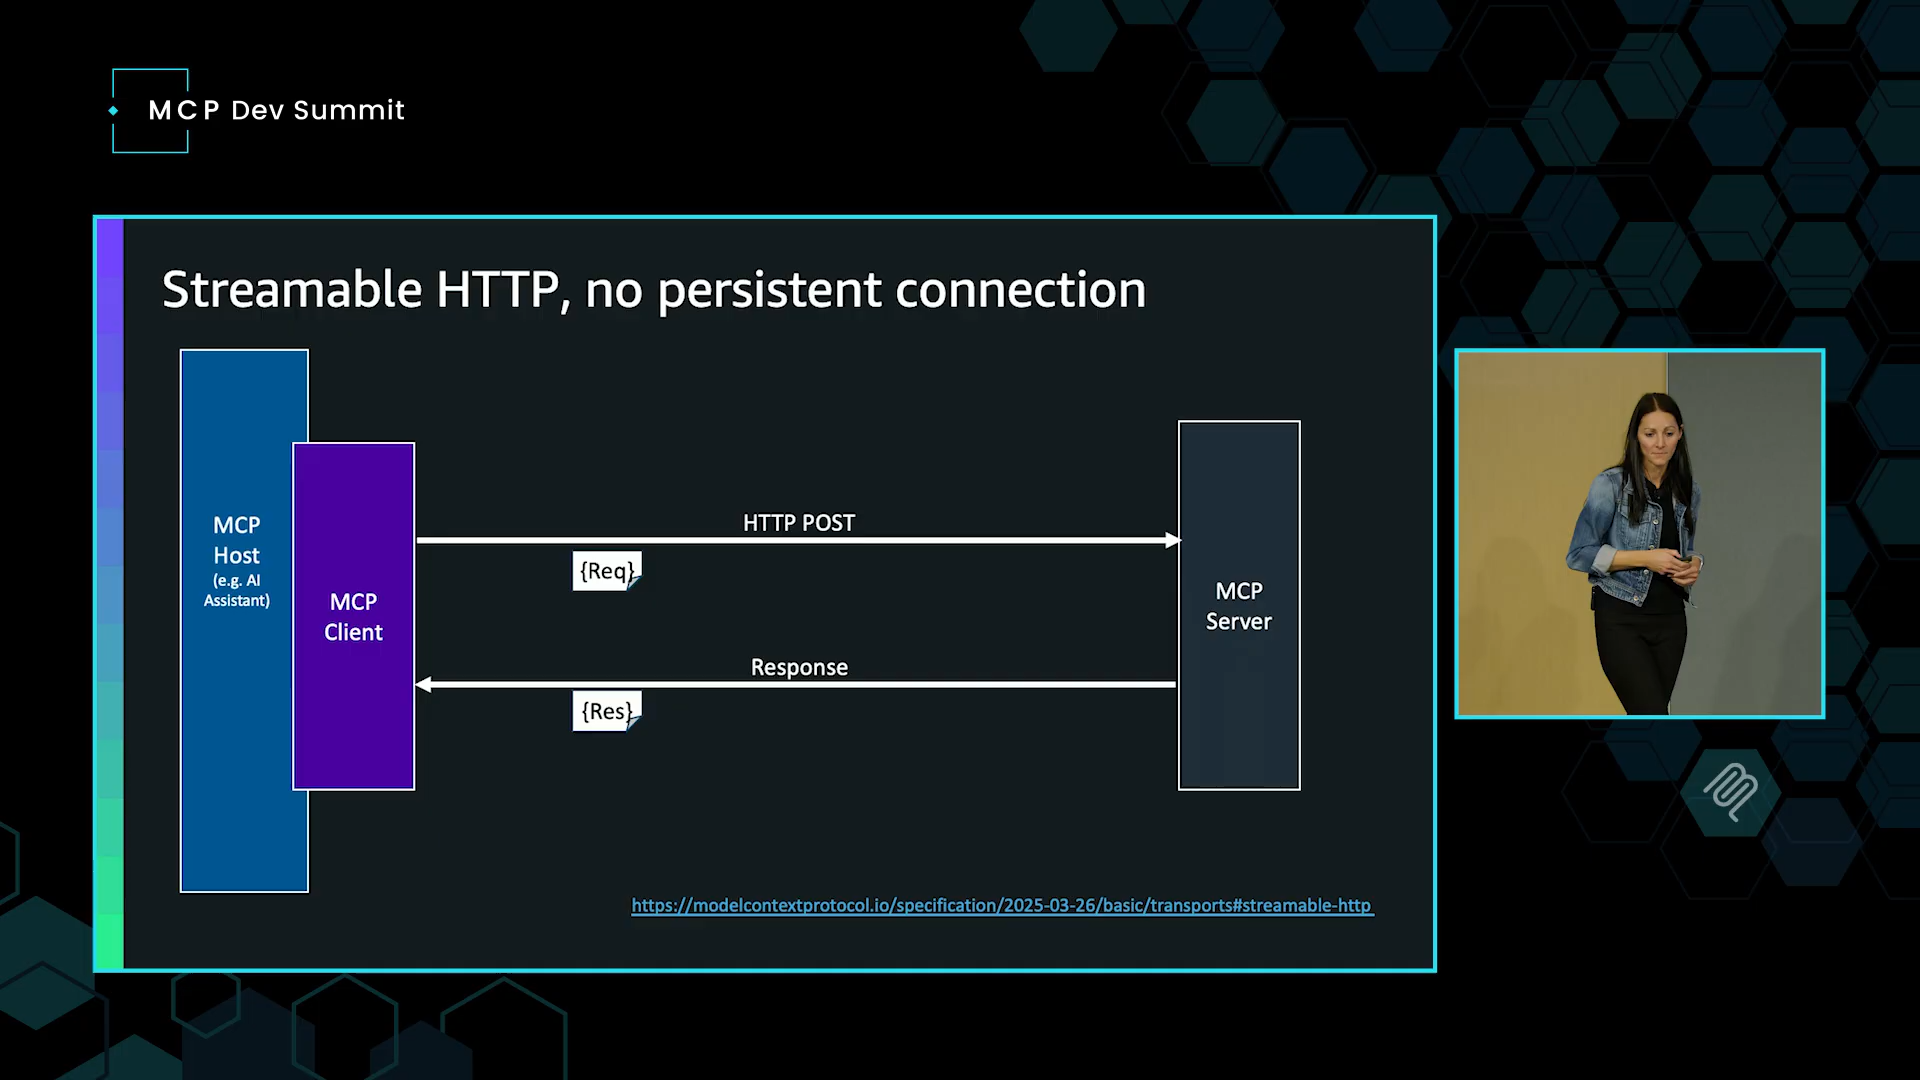 MCP Dev Summit
Streamable HTTP, no persistent connection
MCP
Host
(e.g. AI
Assistant)
MCP
Client
HTTP POST
{Req}
Response
{Res}
MCP
Server
https://modelcontextprotocol.io/specification/2025-03-26/basic/transports#streamable-http